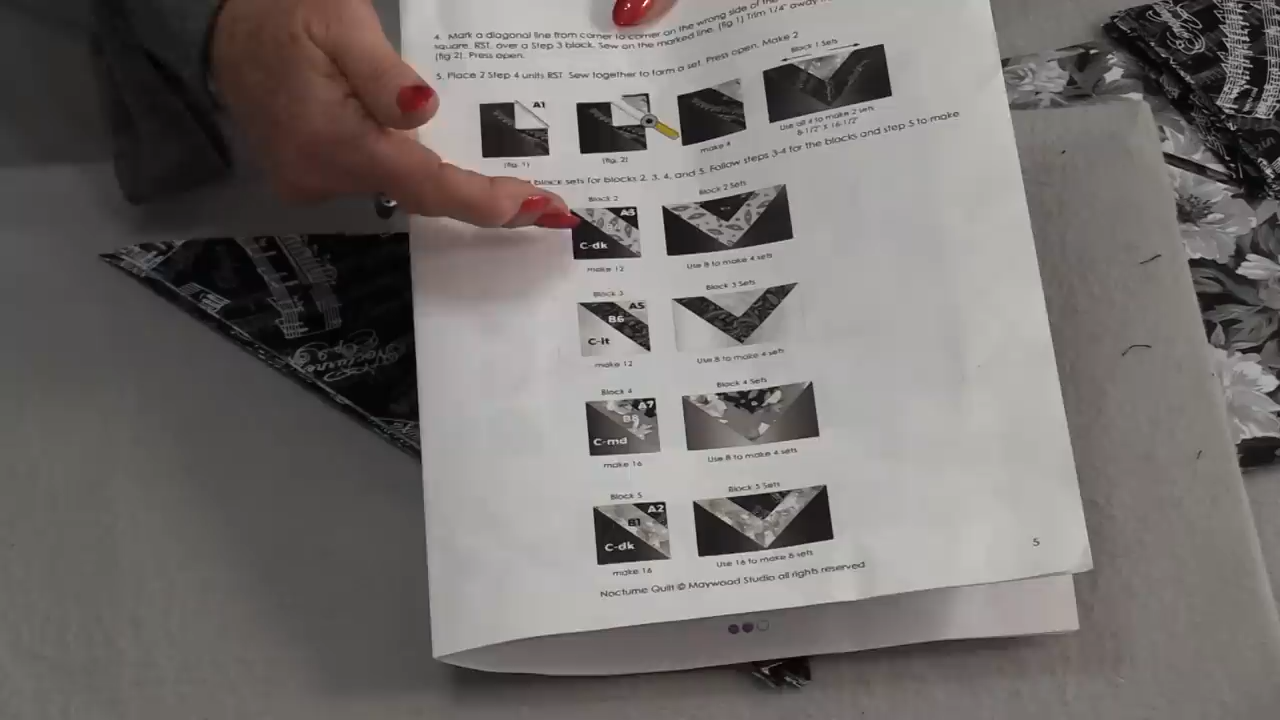 4. Mark a diagonal line from corner to corner on the wrong side of the
square. RST, over a Step 3 block. Sew on the marked line. (fig 1) Trim 1/4" away
(fig 2). Press open.
5. Place 2 Step 4 units RST. Sew together to form a set. Press open. Make 2
Block 1 Sets
A1
(fig. 1)
(fig. 2)
make 4
Use all 4 to make 2 sets
8-1/2" X 16-1/2"
block sets for blocks 2, 3, 4, and 5. Follow steps 3-4 for the blocks and step 5 to make
Block 2
Block 2 Sets
C-dk
make 12
Use 8 to make 4 sets
Block 3
Block 3 Sets
A5
B6
C-lt
make 12
Use 8 to make 4 sets
Block 4
Block 4 Sets
A7
B8
C-md
make 16
Use 8 to make 4 sets
Block 5
Block 5 Sets
A2
B1
C-dk
make 16
Use 16 to make 8 sets
Nocturne Quilt © Maywood Studio all rights reserved
5